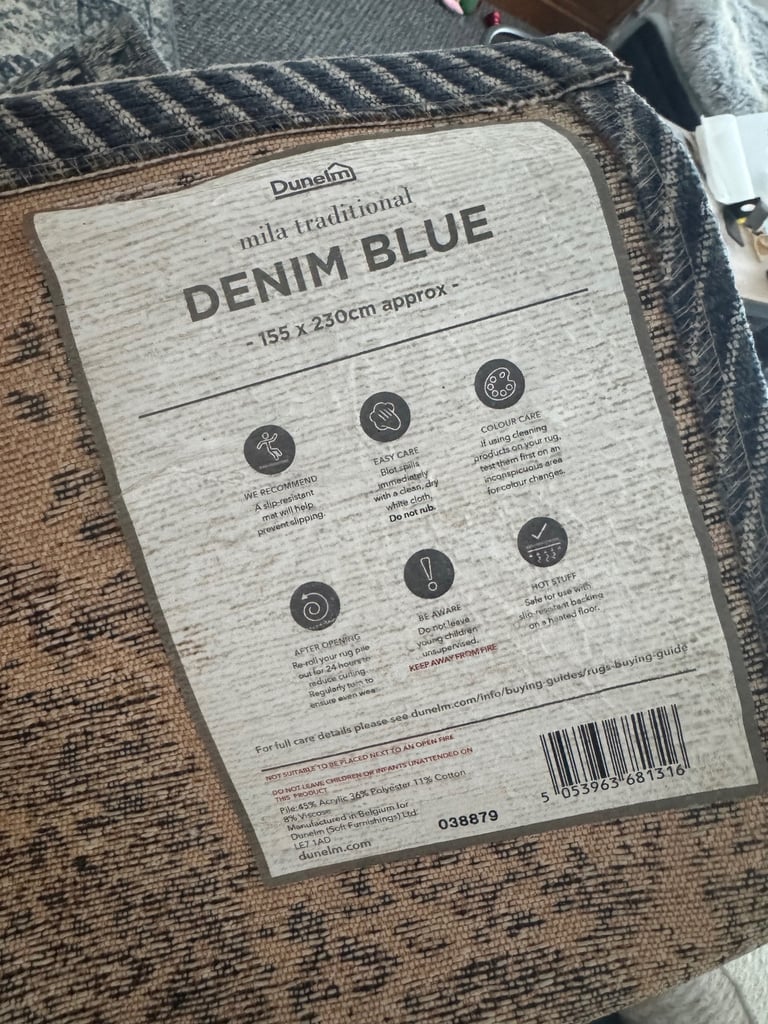 Dunelm
mila traditional
DENIM BLUE
- 155 x 230cm approx -
WE RECOMMEND
A slip-resistant
mat will help
prevent slipping.
EASY CARE
Blot spills
immediately
with a clean, dry
white cloth.
Do not rub.
COLOUR CARE
If using cleaning
products on your rug,
test them first on an
inconspicuous area
for colour changes.
AFTER OPENING
Re-roll your rug pile
out for 24 hours to
reduce curling.
Regularly turn to
ensure even wear.
BE AWARE
Do not leave
young children
unsupervised.
KEEP AWAY FROM FIRE
HOT STUFF
Safe for use with
slip-resistant backing
on a heated floor.
For full care details please see dunelm.com/info/buying-guides/rugs-buying-guide
NOT SUITABLE TO BE PLACED NEXT TO AN OPEN FIRE
DO NOT LEAVE CHILDREN OR INFANTS UNATTENDED ON
THIS PRODUCT
Pile:45% Acrylic 36% Polyester 11% Cotton
8% Viscose
Manufactured in Belgium for
Dunelm (Soft Furnishings) Ltd
LE7 1AD
dunelm.com
038879
5 053963 681316